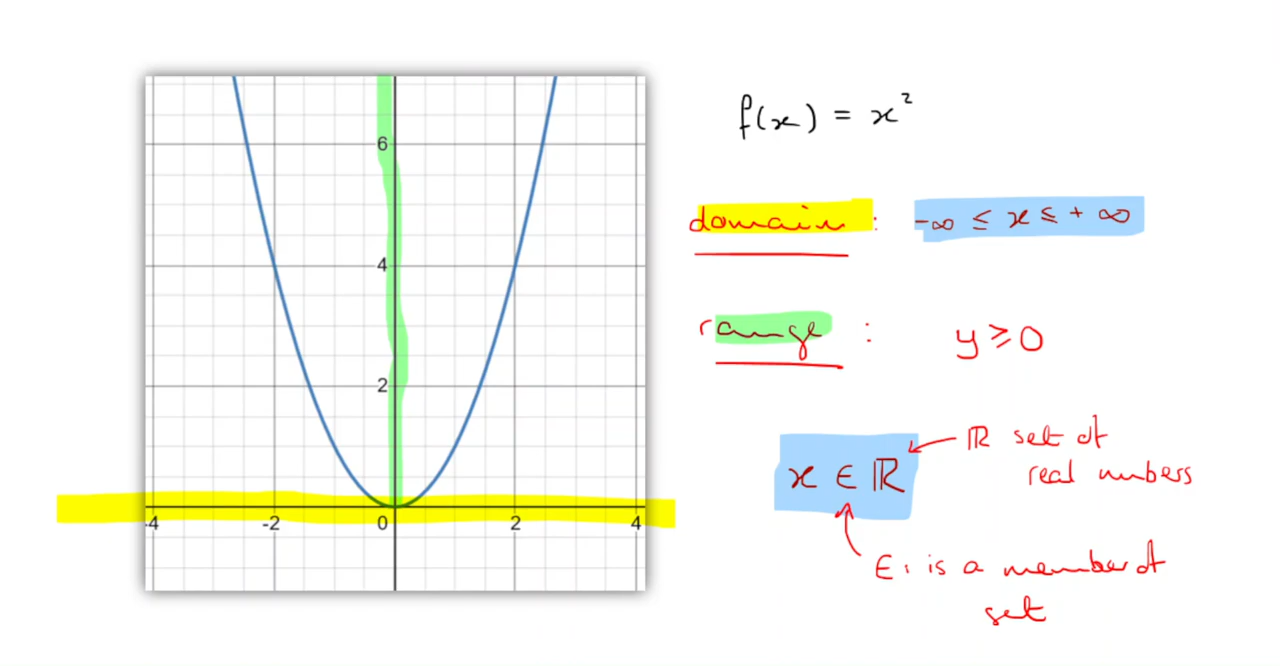 f(x) = x²
domain : -∞ ≤ x ≤ + ∞
range : y ≥ 0
x ∈ ℝ
ℝ set of
real numbers
∈ : is a member of
set
6
4
2
-4 -2 0 2 4